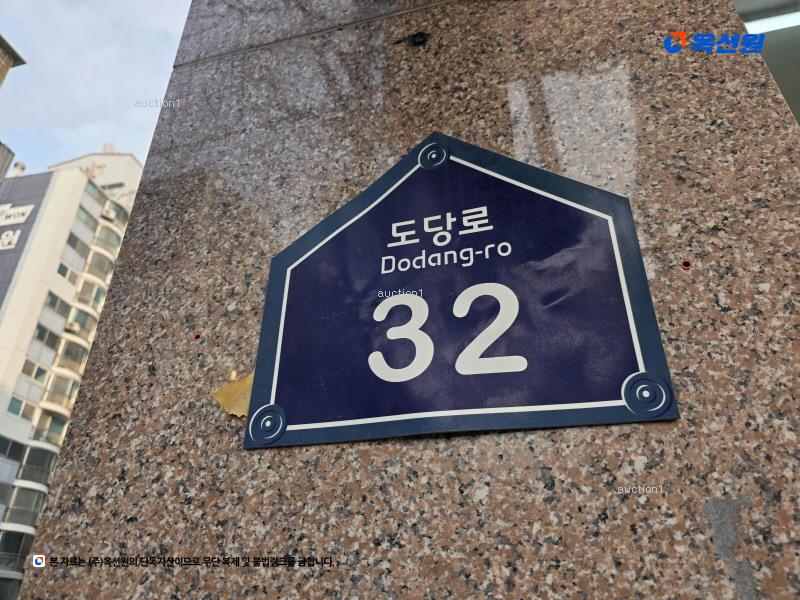 옥션원
auction1
WON
원
도당로
Dodang-ro
auction1
32
auction1
본 자료는 (주)옥션원의 단독자산이므로 무단 복제 및 불법링크를 금합니다.